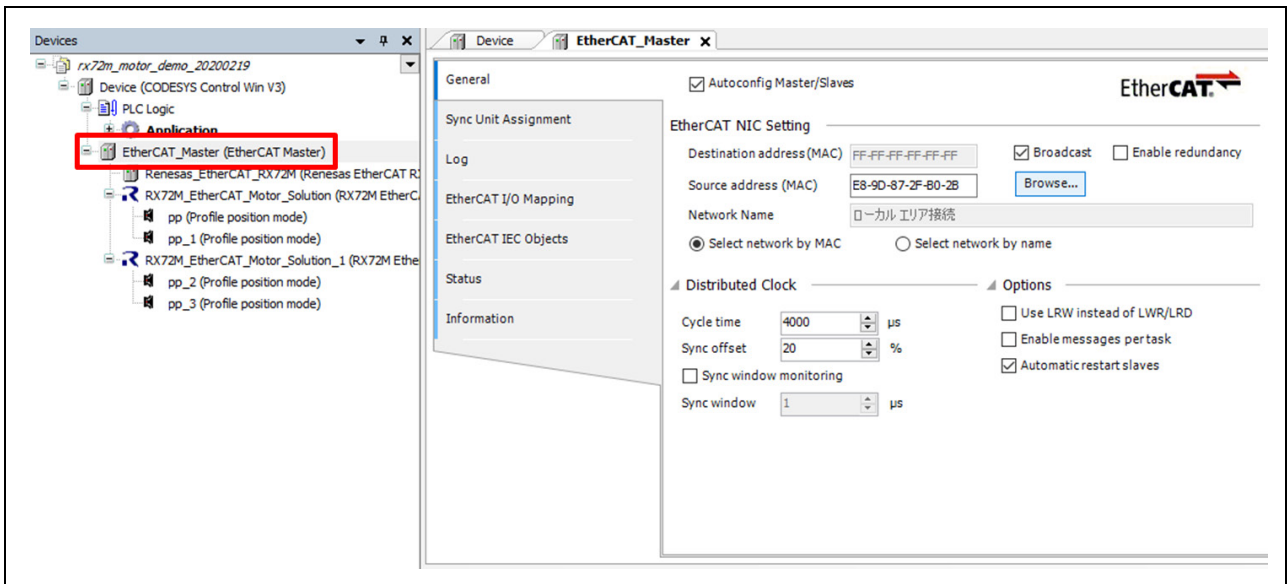 Devices
rx72m_motor_demo_20200219
Device (CODESYS Control Win V3)
PLC Logic
Application
EtherCAT_Master (EtherCAT Master)
Renesas_EtherCAT_RX72M (Renesas EtherCAT R
RX72M_EtherCAT_Motor_Solution (RX72M EtherC
pp (Profile position mode)
pp_1 (Profile position mode)
RX72M_EtherCAT_Motor_Solution_1 (RX72M Ethe
pp_2 (Profile position mode)
pp_3 (Profile position mode)
Device
EtherCAT_Master
General
Sync Unit Assignment
Log
EtherCAT I/O Mapping
EtherCAT IEC Objects
Status
Information
Autoconfig Master/Slaves
EtherCAT.
EtherCAT NIC Setting
Destination address (MAC) FF-FF-FF-FF-FF-FF Broadcast Enable redundancy
Source address (MAC) E8-9D-87-2F-B0-2B Browse...
Network Name ローカル エリア接続
Select network by MAC Select network by name
Distributed Clock
Cycle time 4000 µs
Sync offset 20 %
Sync window monitoring
Sync window 1 µs
Options
Use LRW instead of LWR/LRD
Enable messages per task
Automatic restart slaves